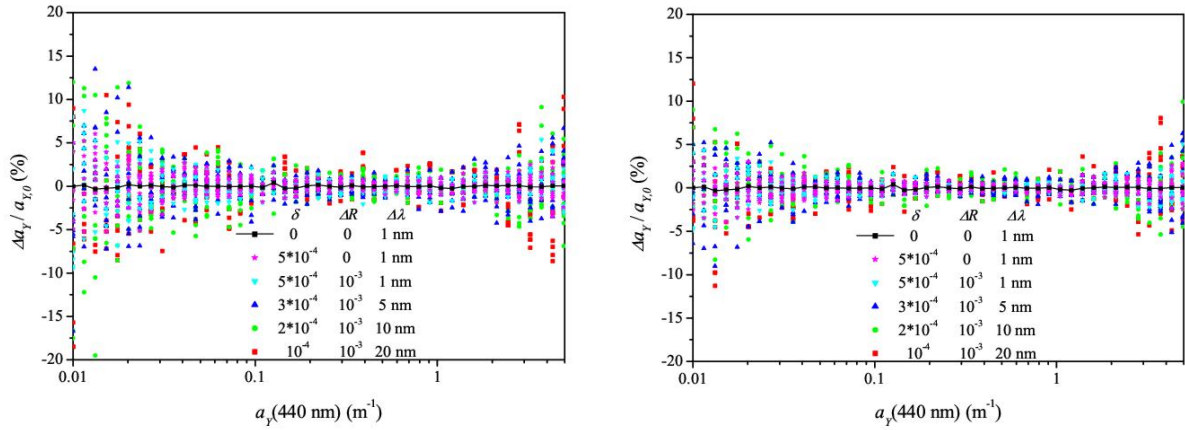 20
15
10
5
0
-5
-10
-15
-20
Δa_Y / a_Y,0 (%)
δ ΔR Δλ
0 0 1 nm
5*10⁻⁴ 0 1 nm
5*10⁻⁴ 10⁻³ 1 nm
3*10⁻⁴ 10⁻³ 5 nm
2*10⁻⁴ 10⁻³ 10 nm
10⁻⁴ 10⁻³ 20 nm
0.01 0.1 1
a_Y(440 nm) (m⁻¹)
20
15
10
5
0
-5
-10
-15
-20
Δa_Y / a_Y,0 (%)
δ ΔR Δλ
0 0 1 nm
5*10⁻⁴ 0 1 nm
5*10⁻⁴ 10⁻³ 1 nm
3*10⁻⁴ 10⁻³ 5 nm
2*10⁻⁴ 10⁻³ 10 nm
10⁻⁴ 10⁻³ 20 nm
0.01 0.1 1
a_Y(440 nm) (m⁻¹)